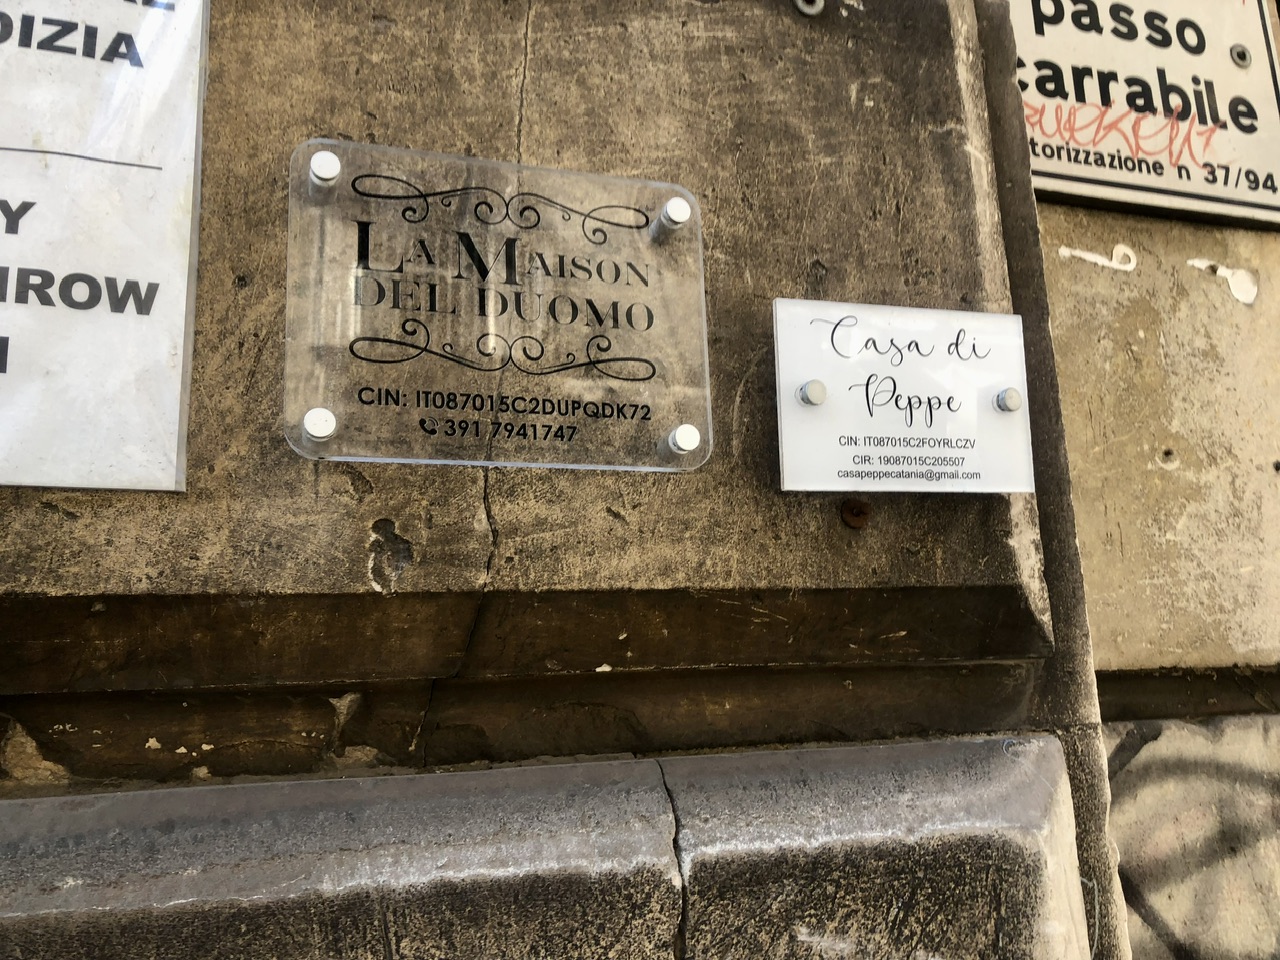 DIZIA
Y
ROW
LA MAISON
DEL DUOMO
CIN: IT087015C2DUPQDK72
391 7941747
Casa di
Peppe
CIN: IT087015C2FOYRLCZV
CIR: 19087015C205507
casapeppecatania@gmail.com
passo
carrabile
torizzazione n 37/94